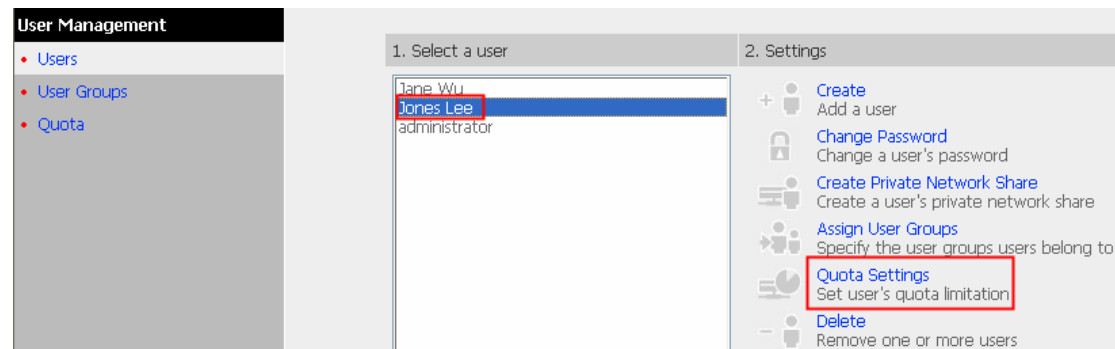 User Management
• Users
• User Groups
• Quota
1. Select a user
Jane Wu
Jones Lee
administrator
2. Settings
Create
Add a user
Change Password
Change a user's password
Create Private Network Share
Create a user's private network share
Assign User Groups
Specify the user groups users belong to
Quota Settings
Set user's quota limitation
Delete
Remove one or more users